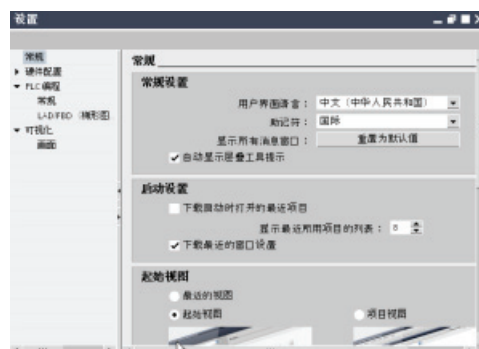 设置
常规
硬件配置
PLC 编程
常规
LAD/FBD (梯形图
可视化
画面
常规
常规设置
用户界面语言： 中文 (中华人民共和国)
助记符： 国际
显示所有消息窗口： 重置为默认值
自动显示层叠工具提示
启动设置
下载启动时打开的最近项目
显示最近所用项目的列表： 8
下载最近的窗口设置
起始视图
最近的视图
起始视图
项目视图